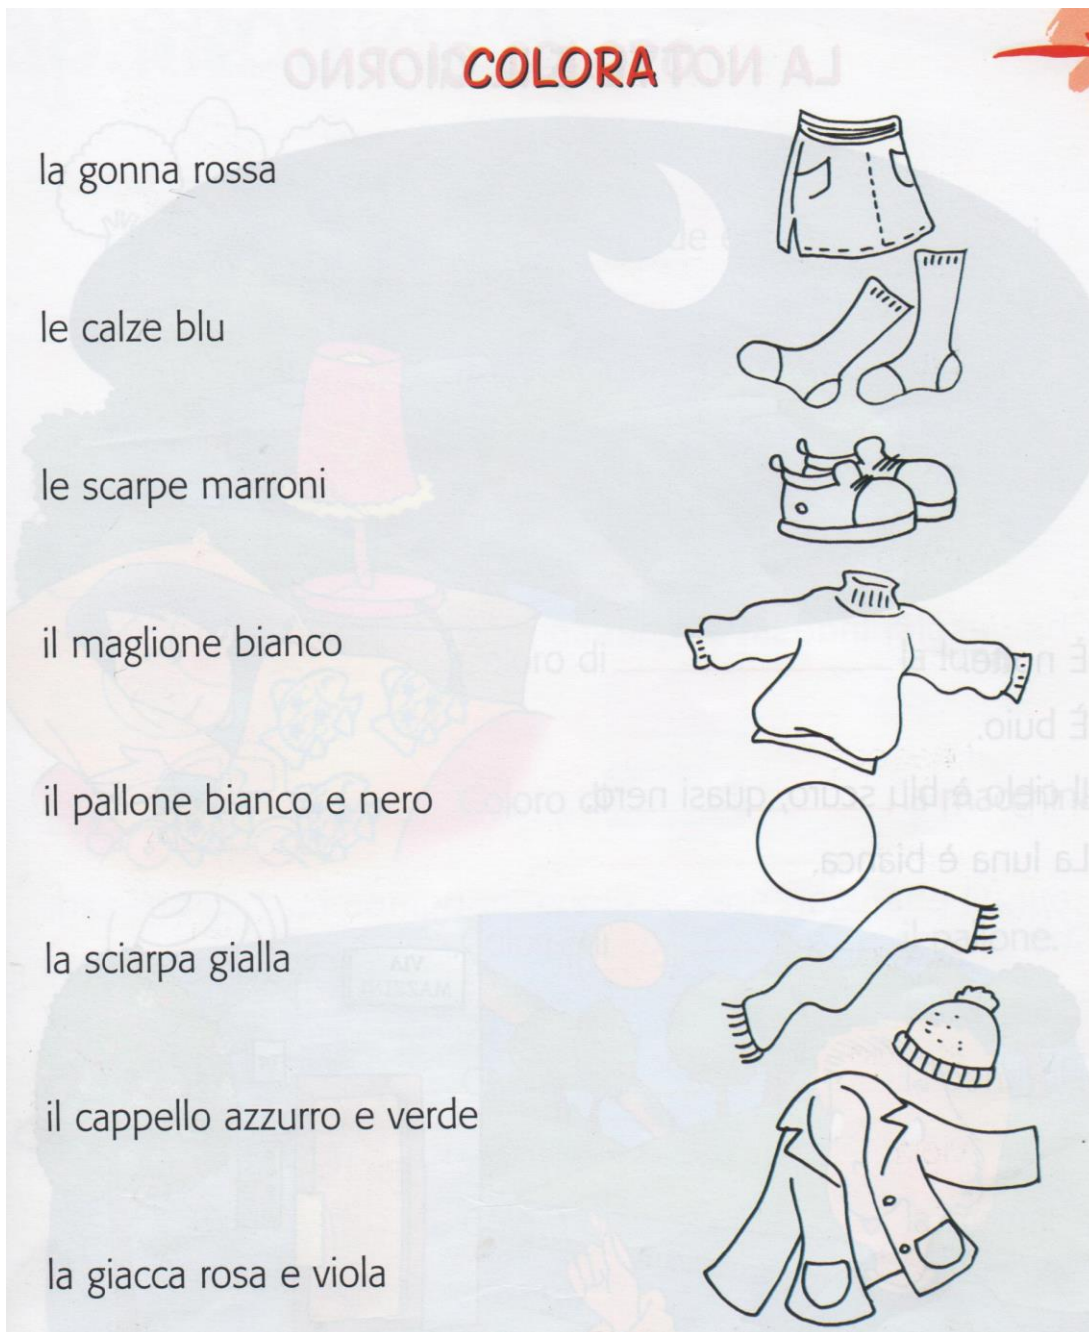 COLORA
la gonna rossa
le calze blu
le scarpe marroni
il maglione bianco
il pallone bianco e nero
la sciarpa gialla
il cappello azzurro e verde
la giacca rosa e viola